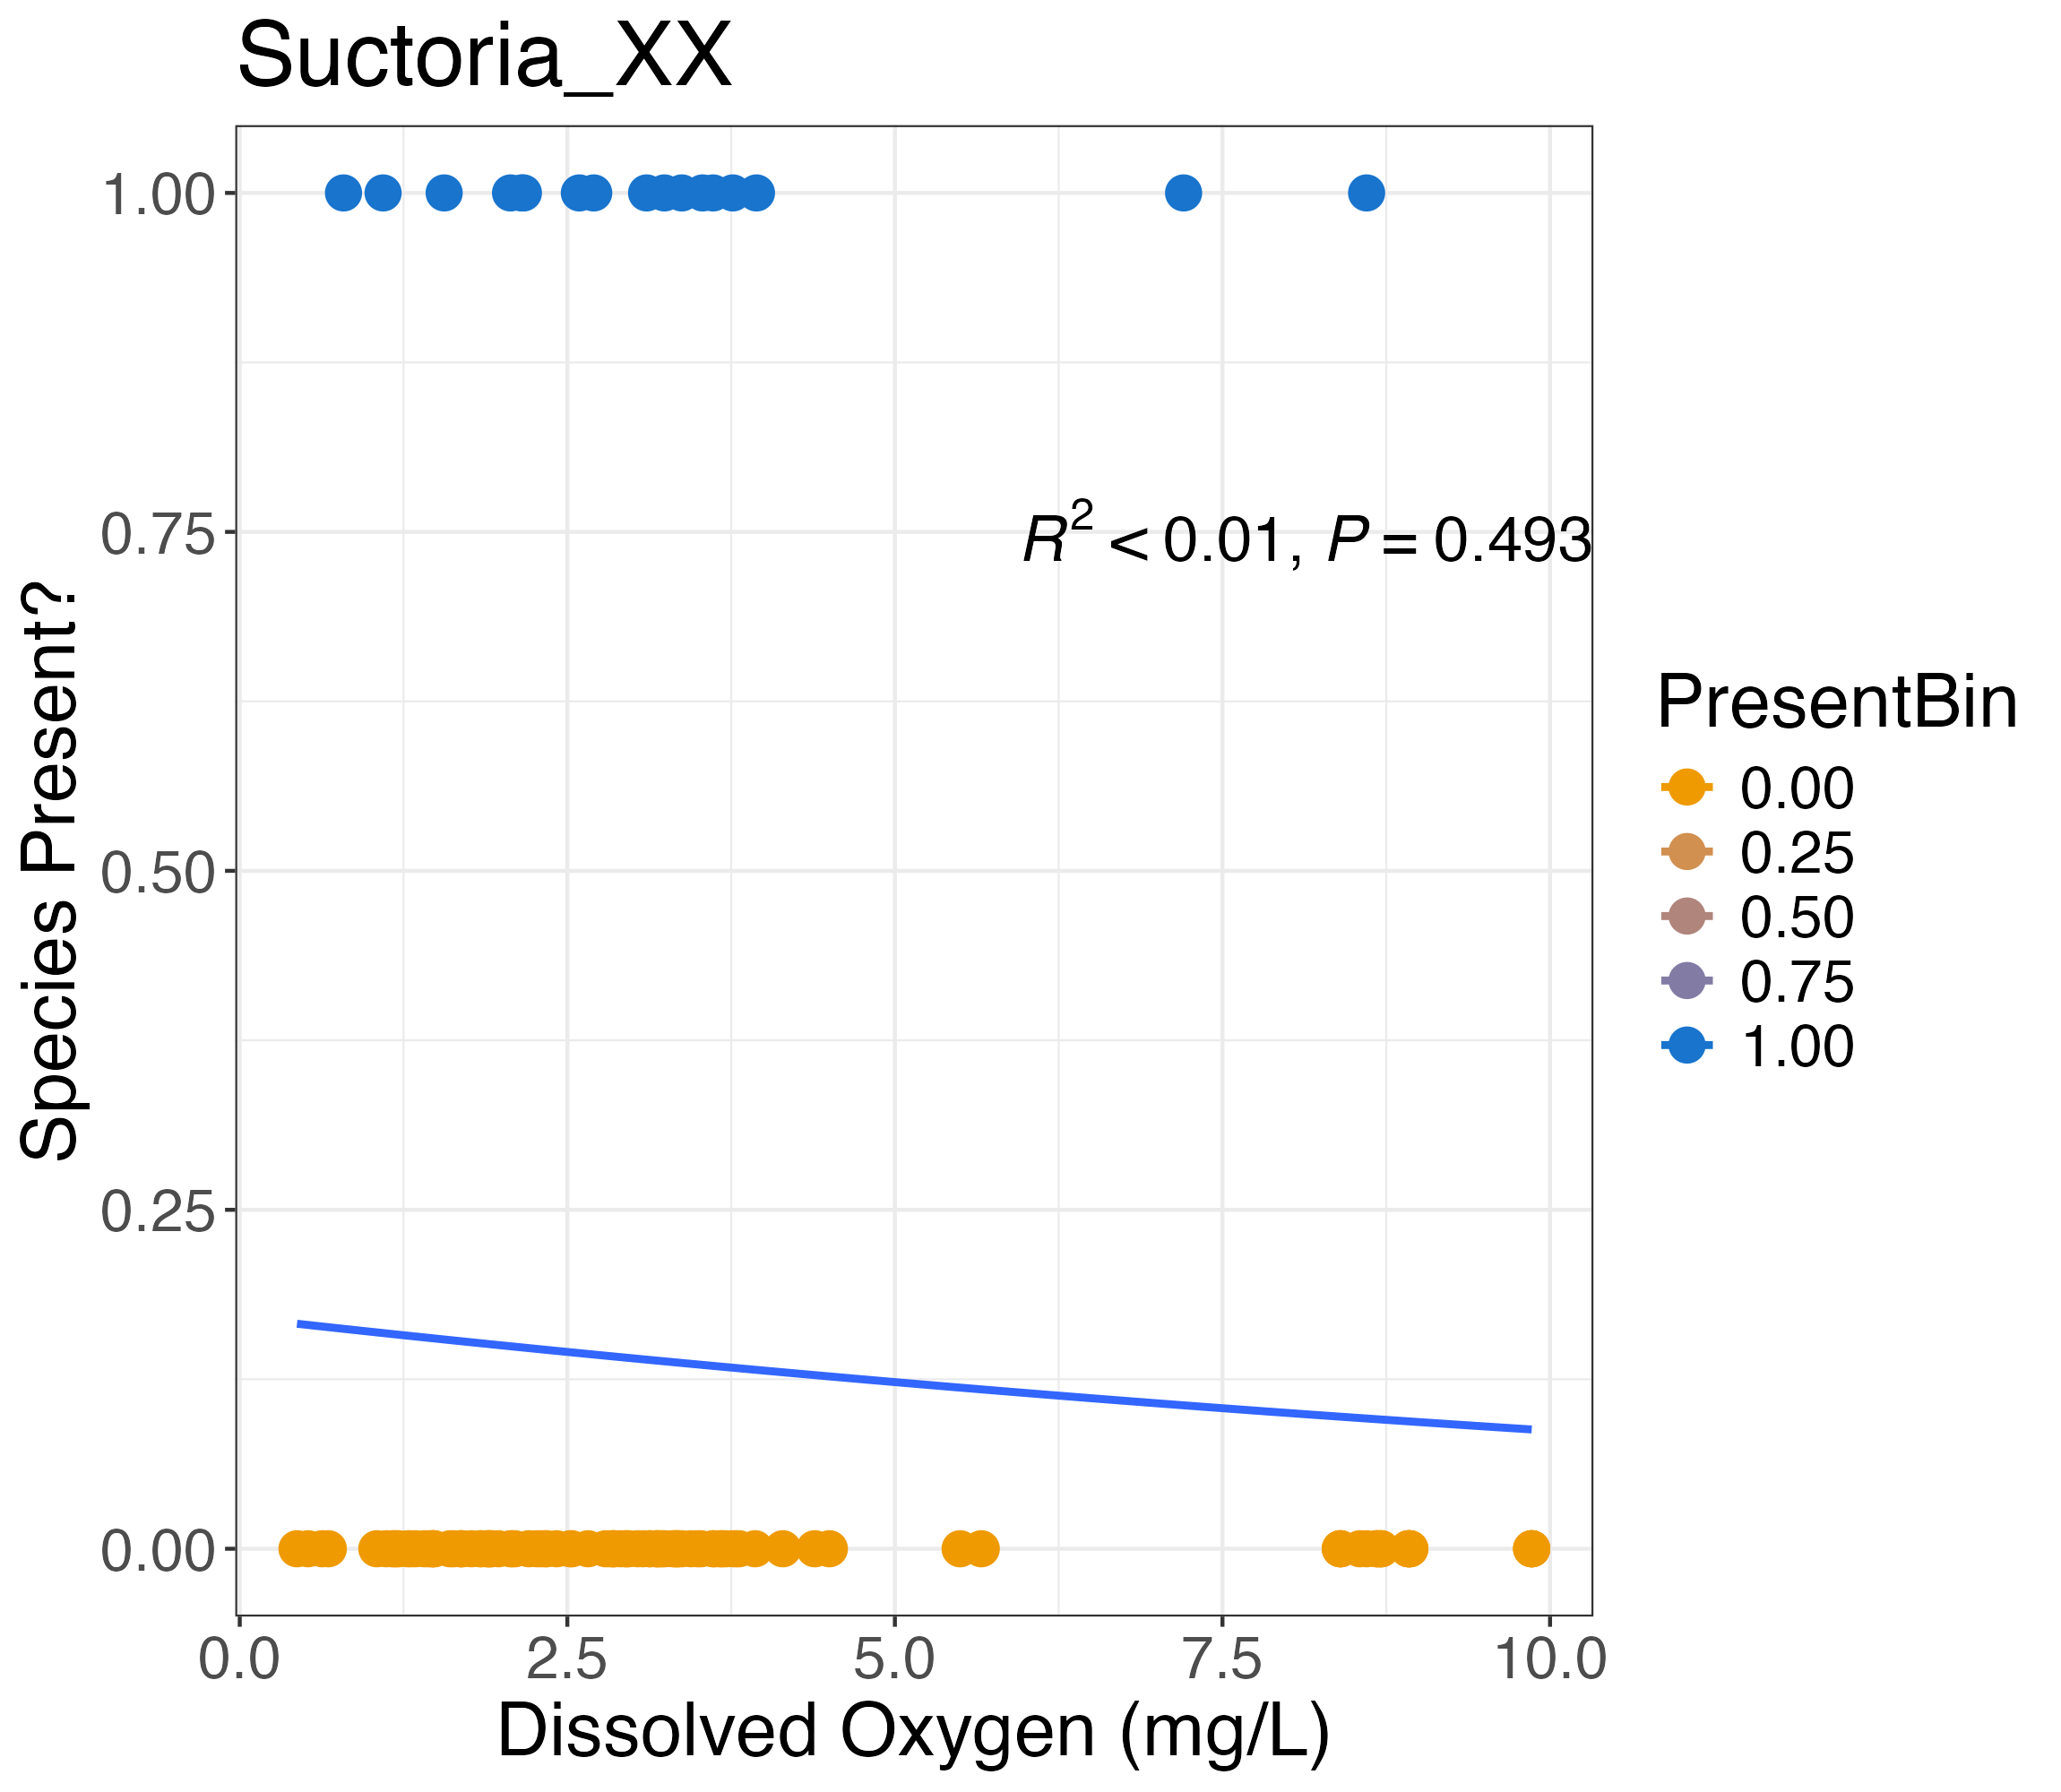 Suctoria_XX
1.00
0.75
0.50
0.25
0.00
Species Present?
R² < 0.01, P = 0.493
0.0 2.5 5.0 7.5 10.0
Dissolved Oxygen (mg/L)
PresentBin
0.00
0.25
0.50
0.75
1.00